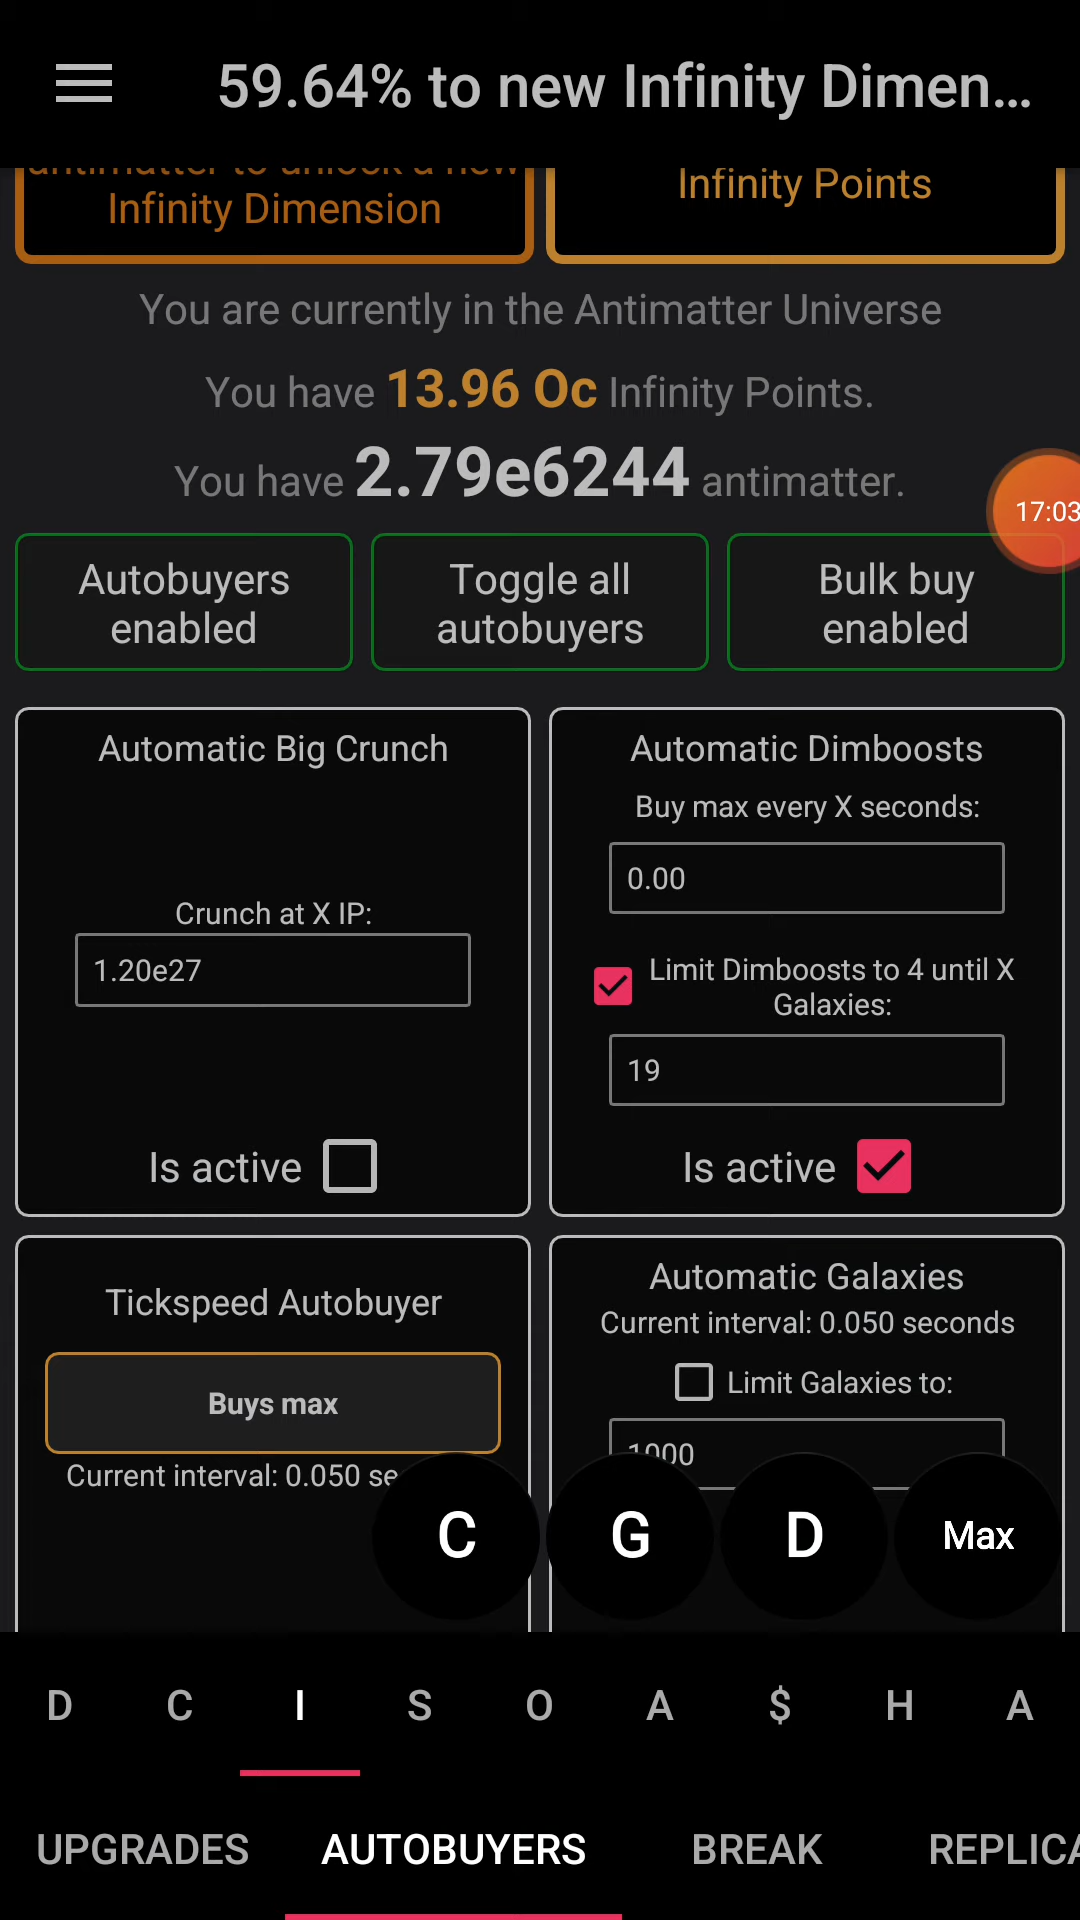 59.64% to new Infinity Dimen...
antimatter to unlock a new
Infinity Dimension
Infinity Points
You are currently in the Antimatter Universe
You have 13.96 Oc Infinity Points.
You have 2.79e6244 antimatter.
17:03
Autobuyers
enabled
Toggle all
autobuyers
Bulk buy
enabled
Automatic Big Crunch
Crunch at X IP:
1.20e27
Is active
Automatic Dimboosts
Buy max every X seconds:
0.00
Limit Dimboosts to 4 until X
Galaxies:
19
Is active
Tickspeed Autobuyer
Buys max
Current interval: 0.050 se
Automatic Galaxies
Current interval: 0.050 seconds
Limit Galaxies to:
1000
C G D Max
D C I S O A $ H A
UPGRADES AUTOBUYERS BREAK REPLICA